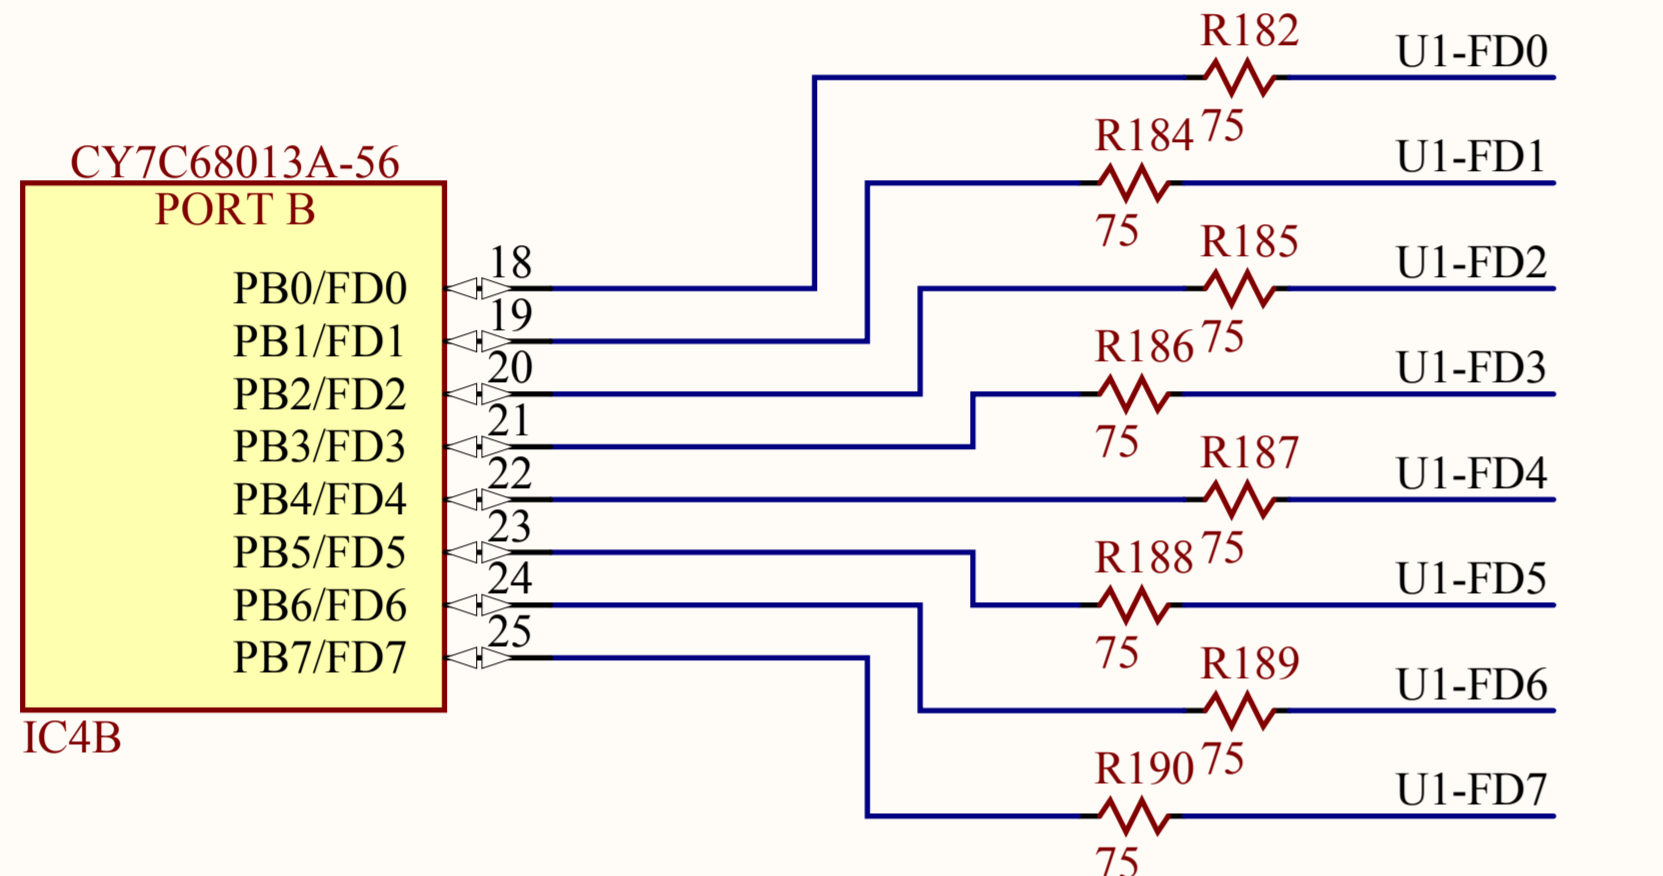 R182
U1-FD0
75
R184
U1-FD1
75
CY7C68013A-56
PORT B
R185
U1-FD2
75
PB0/FD0
18
PB1/FD1
19
R186
U1-FD3
75
PB2/FD2
20
PB3/FD3
21
R187
U1-FD4
75
PB4/FD4
22
PB5/FD5
23
R188
U1-FD5
75
PB6/FD6
24
PB7/FD7
25
R189
U1-FD6
75
IC4B
R190
U1-FD7
75